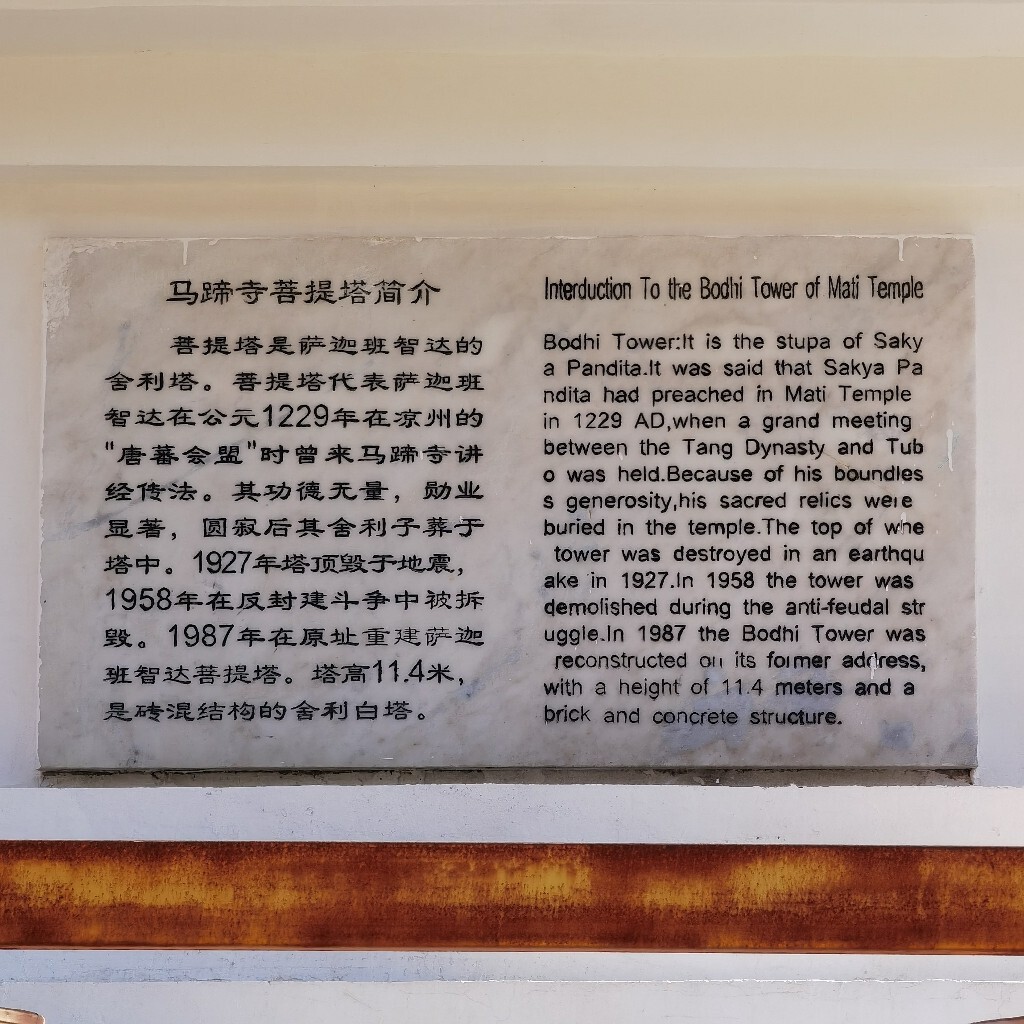 马蹄寺菩提塔简介
菩提塔是萨迦班智达的
舍利塔。菩提塔代表萨迦班
智达在公元1229年在凉州的
"唐蕃会盟"时曾来马蹄寺讲
经传法。其功德无量，勋业
显著，圆寂后其舍利子葬于
塔中。1927年塔顶毁于地震，
1958年在反封建斗争中被拆
毁。1987年在原址重建萨迦
班智达菩提塔。塔高11.4米，
是砖混结构的舍利白塔。
Interduction To the Bodhi Tower of Mati Temple
Bodhi Tower:It is the stupa of Saky
a Pandita.It was said that Sakya Pa
ndita had preached in Mati Temple
in 1229 AD,when a grand meeting
between the Tang Dynasty and Tub
o was held.Because of his boundles
s generosity,his sacred relics were
buried in the temple.The top of whe
tower was destroyed in an earthqu
ake in 1927.In 1958 the tower was
demolished during the anti-feudal str
uggle.In 1987 the Bodhi Tower was
reconstructed on its former address,
with a height of 11.4 meters and a
brick and concrete structure.